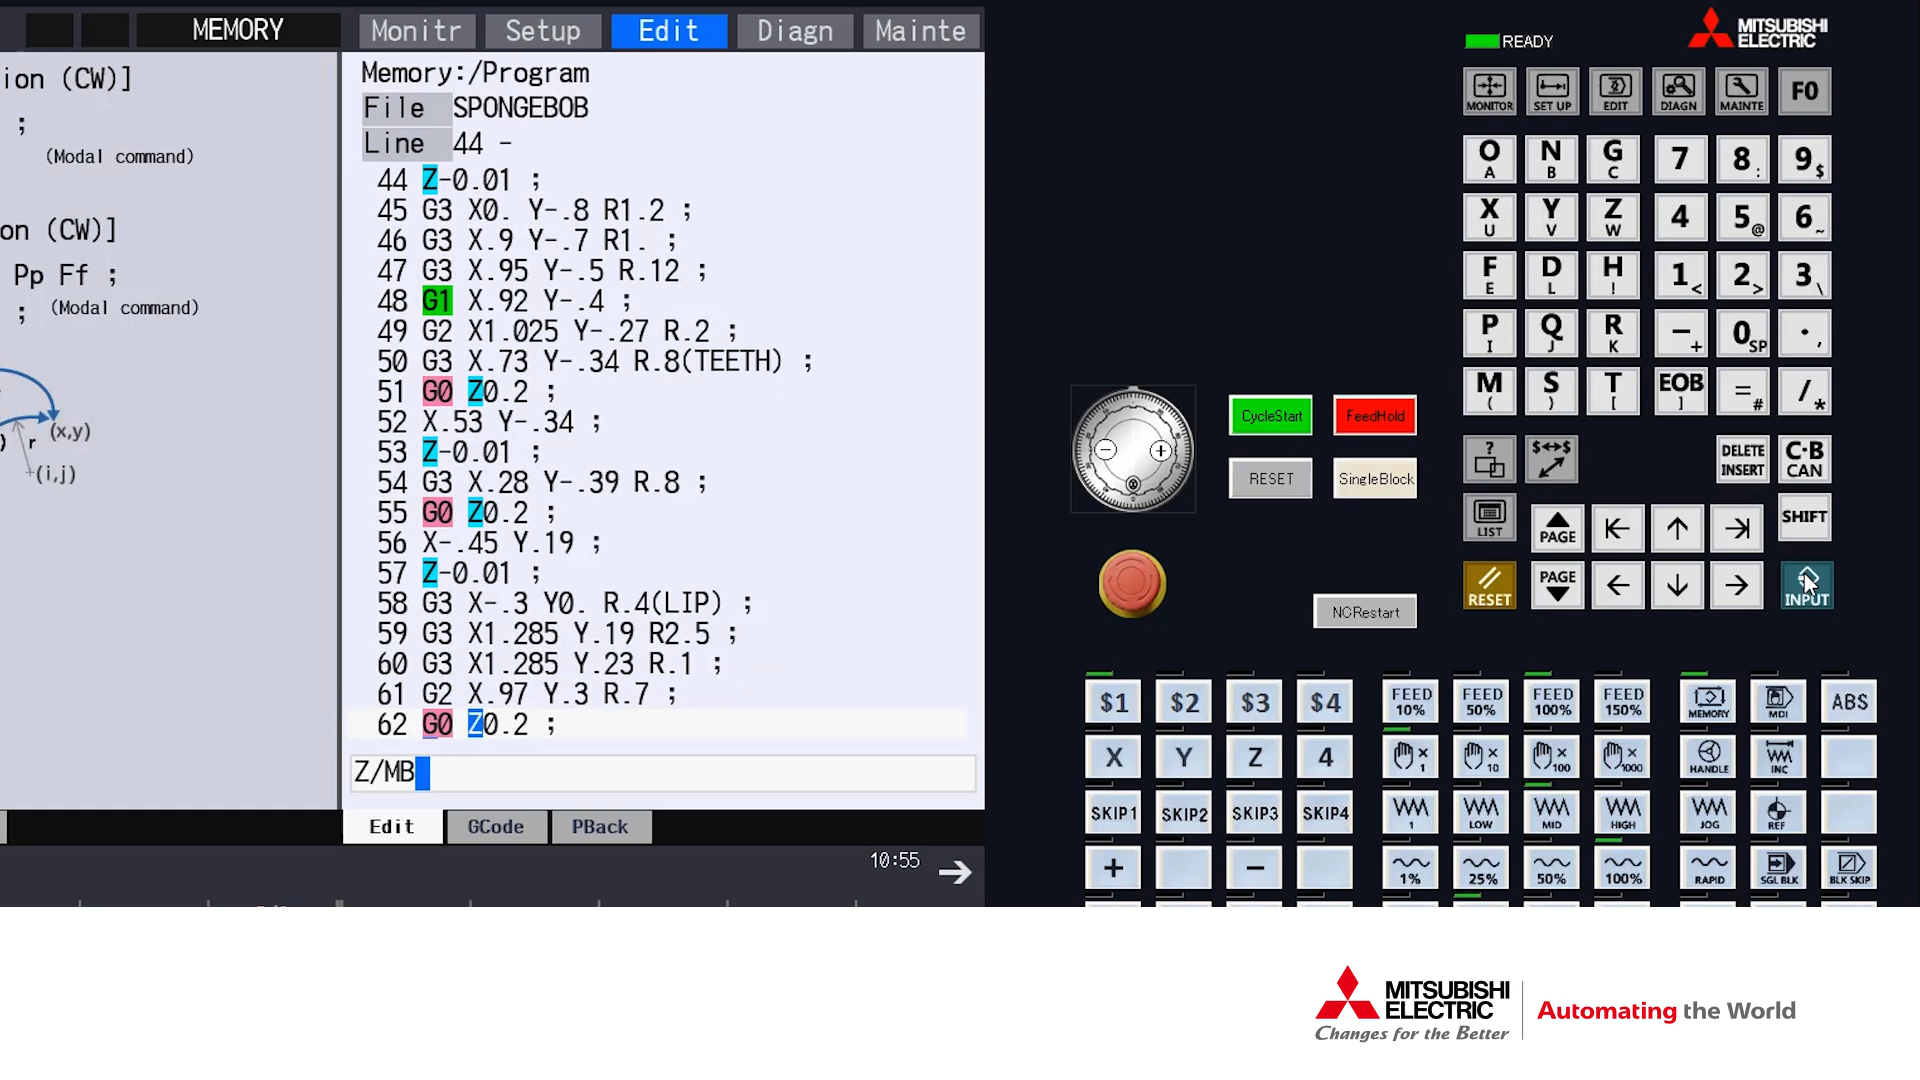 MEMORY
Monitr Setup Edit Diagn Mainte
ion (CW)]
;
(Modal command)
on (CW)]
Pp Ff ;
; (Modal command)
(x,y)
) r
(i,j)
Memory:/Program
File SPONGEBOB
Line 44 -
44 Z-0.01 ;
45 G3 X0. Y-.8 R1.2 ;
46 G3 X.9 Y-.7 R1. ;
47 G3 X.95 Y-.5 R.12 ;
48 G1 X.92 Y-.4 ;
49 G2 X1.025 Y-.27 R.2 ;
50 G3 X.73 Y-.34 R.8(TEETH) ;
51 G0 Z0.2 ;
52 X.53 Y-.34 ;
53 Z-0.01 ;
54 G3 X.28 Y-.39 R.8 ;
55 G0 Z0.2 ;
56 X-.45 Y.19 ;
57 Z-0.01 ;
58 G3 X-.3 Y0. R.4(LIP) ;
59 G3 X1.285 Y.19 R2.5 ;
60 G3 X1.285 Y.23 R.1 ;
61 G2 X.97 Y.3 R.7 ;
62 G0 Z0.2 ;
Z/MB
Edit GCode PBack
10:55
READY
MITSUBISHI
ELECTRIC
MONITOR SET UP EDIT DIAGN MAINTE F0
O A N B G C 7 8 : 9 $
X U Y V Z W 4 5 @ 6 ~
F E D L H ! 1 < 2 > 3 \
P I Q J R K - + 0 SP . ,
M ( S ) T [ EOB ] = # / *
? $↔$ DELETE INSERT C·B CAN
LIST PAGE SHIFT
RESET PAGE INPUT
CycleStart FeedHold
RESET SingleBlock
NCRestart
$1 $2 $3 $4 FEED 10% FEED 50% FEED 100% FEED 150% MEMORY MDI ABS
X Y Z 4 × 1 × 10 × 100 × 1000 HANDLE INC
SKIP1 SKIP2 SKIP3 SKIP4 1 LOW MID HIGH JOG REF
+ - 1% 25% 50% 100% RAPID SGL BLK BLK SKIP
MITSUBISHI
ELECTRIC
Changes for the Better
Automating the World